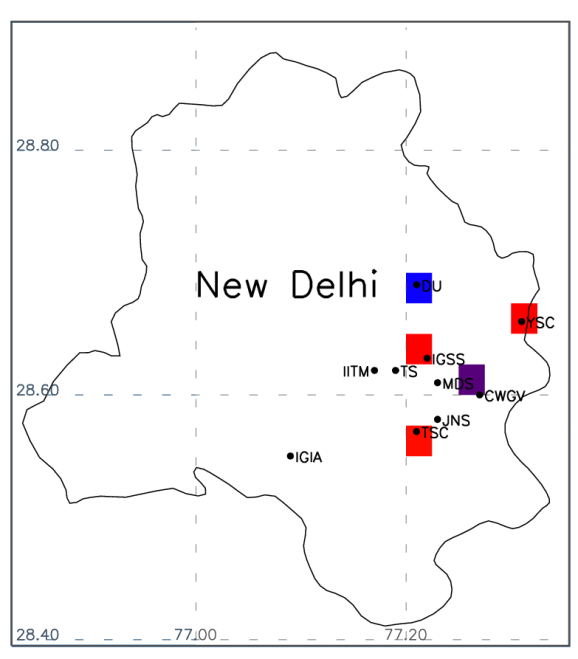 28.80
New Delhi
DU
YSC
IGSS
IITM
TS
MDS
28.60
CWGV
JNS
TSC
IGIA
28.40
77.00
77.20